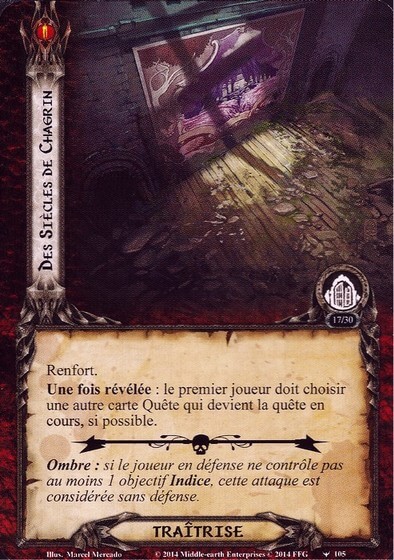 Des Siècles de Chagrin
17/30
Renfort.
Une fois révélée : le premier joueur doit choisir
une autre carte Quête qui devient la quête en
cours, si possible.
Ombre : si le joueur en défense ne contrôle pas
au moins 1 objectif Indice, cette attaque est
considérée sans défense.
TRAÎTRISE
Illus. Marcel Mercado © 2014 Middle-earth Enterprises © 2014 FFG 105